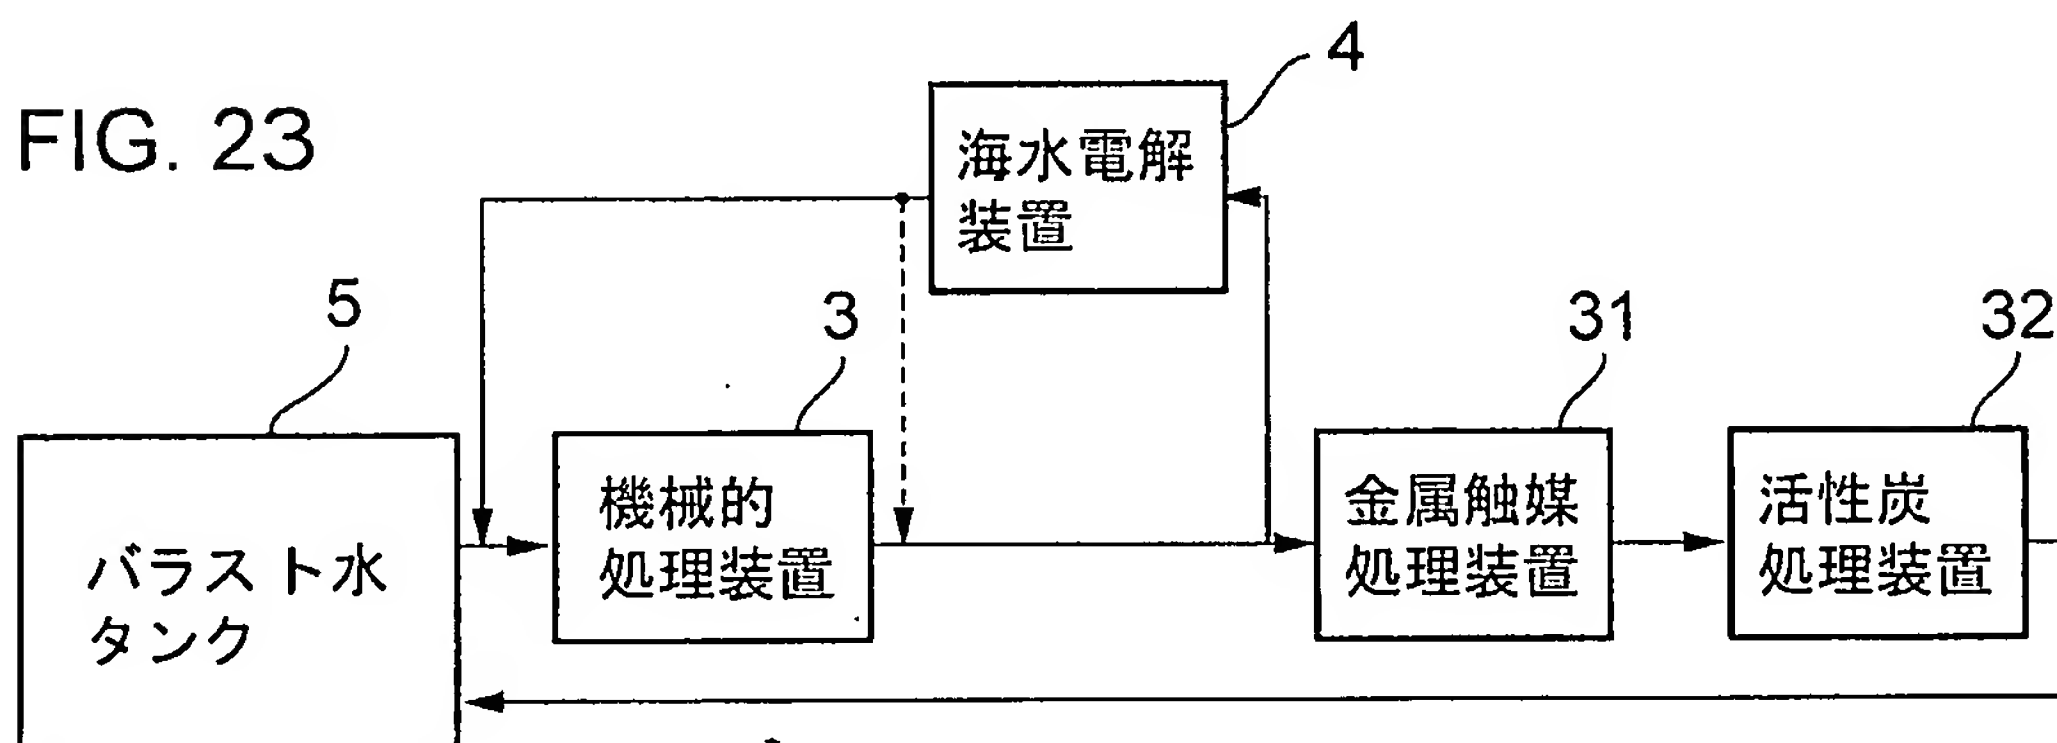 FIG. 23
4
海水電解
装置
5
3
31
32
バラスト水
タンク
機械的
処理装置
金属触媒
処理装置
活性炭
処理装置